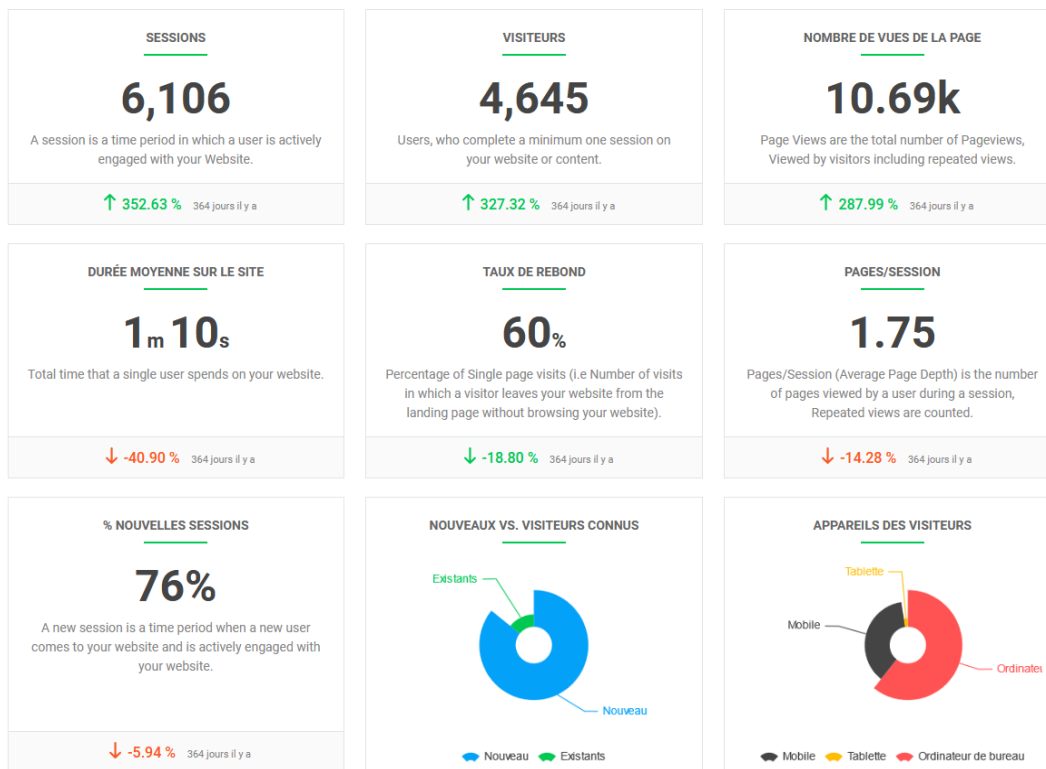 SESSIONS
6,106
A session is a time period in which a user is actively
engaged with your Website.
352.63 % 364 jours il y a
VISITEURS
4,645
Users, who complete a minimum one session on
your website or content.
327.32 % 364 jours il y a
NOMBRE DE VUES DE LA PAGE
10.69k
Page Views are the total number of Pageviews,
Viewed by visitors including repeated views.
287.99 % 364 jours il y a
DURÉE MOYENNE SUR LE SITE
1m 10s
Total time that a single user spends on your website.
-40.90 % 364 jours il y a
TAUX DE REBOND
60%
Percentage of Single page visits (i.e Number of visits
in which a visitor leaves your website from the
landing page without browsing your website).
-18.80 % 364 jours il y a
PAGES/SESSION
1.75
Pages/Session (Average Page Depth) is the number
of pages viewed by a user during a session,
Repeated views are counted.
-14.28 % 364 jours il y a
% NOUVELLES SESSIONS
76%
A new session is a time period when a new user
comes to your website and is actively engaged with
your website.
-5.94 % 364 jours il y a
NOUVEAUX VS. VISITEURS CONNUS
Existants
Nouveau
Nouveau Existants
APPAREILS DES VISITEURS
Tablette
Mobile
Ordinateu
Mobile Tablette Ordinateur de bureau